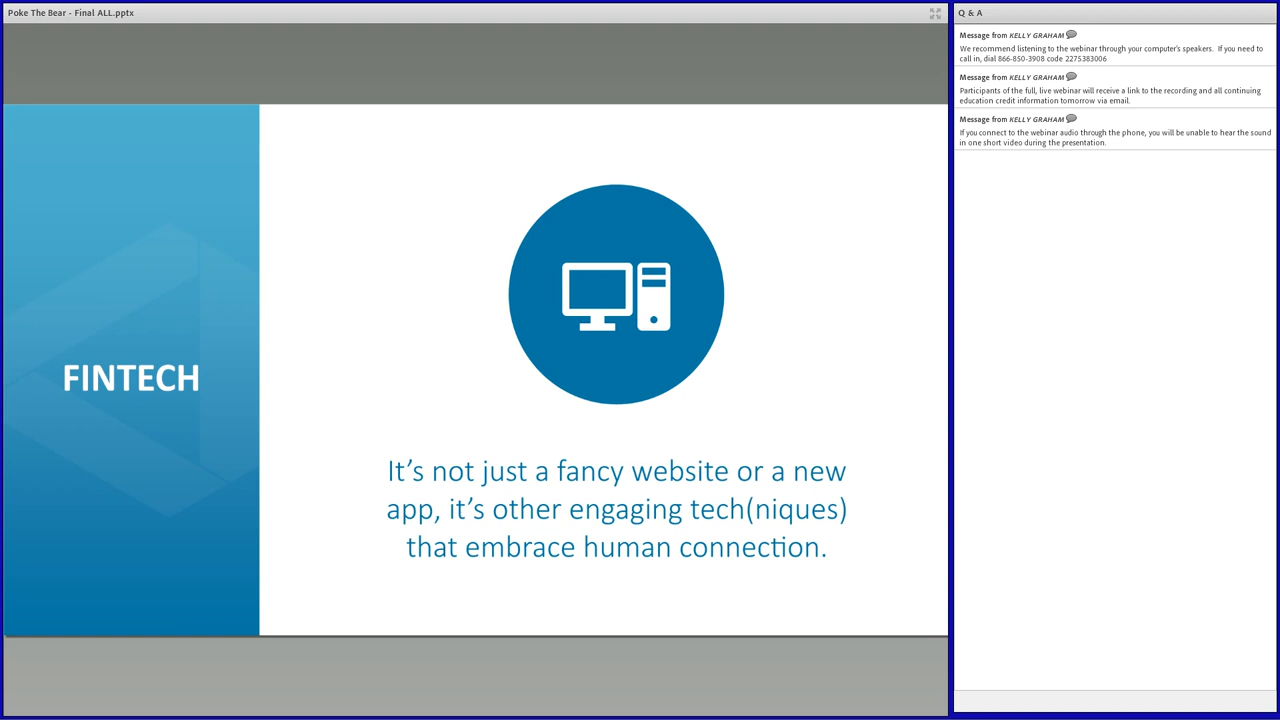 Poke The Bear - Final ALL.pptx
FINTECH
It’s not just a fancy website or a new
app, it’s other engaging tech(niques)
that embrace human connection.
Q & A
Message from KELLY GRAHAM
We recommend listening to the webinar through your computer's speakers.  If you need to
call in, dial 866-850-3908 code 2275383006
Message from KELLY GRAHAM
Participants of the full, live webinar will receive a link to the recording and all continuing
education credit information tomorrow via email.
Message from KELLY GRAHAM
If you connect to the webinar audio through the phone, you will be unable to hear the sound
in one short video during the presentation.